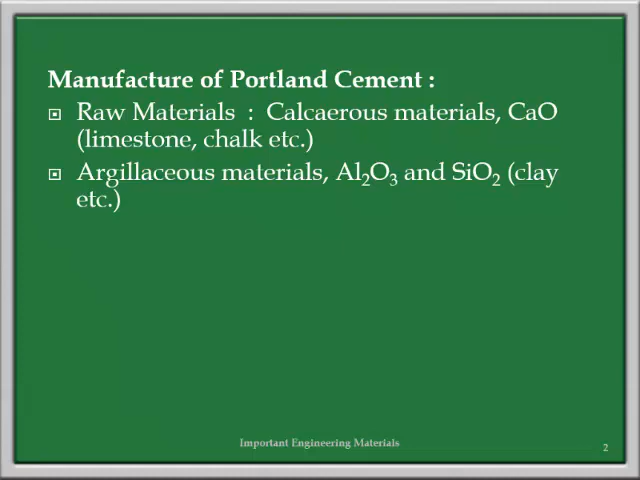 Manufacture of Portland Cement :
Raw Materials : Calcaerous materials, CaO
(limestone, chalk etc.)
Argillaceous materials, Al₂O₃ and SiO₂ (clay
etc.)
Important Engineering Materials
2